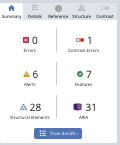 Summary Details Reference Structure Contrast
0 1
Errors Contrast Errors
6 7
Alerts Features
28 31
Structural Elements ARIA
View details ›